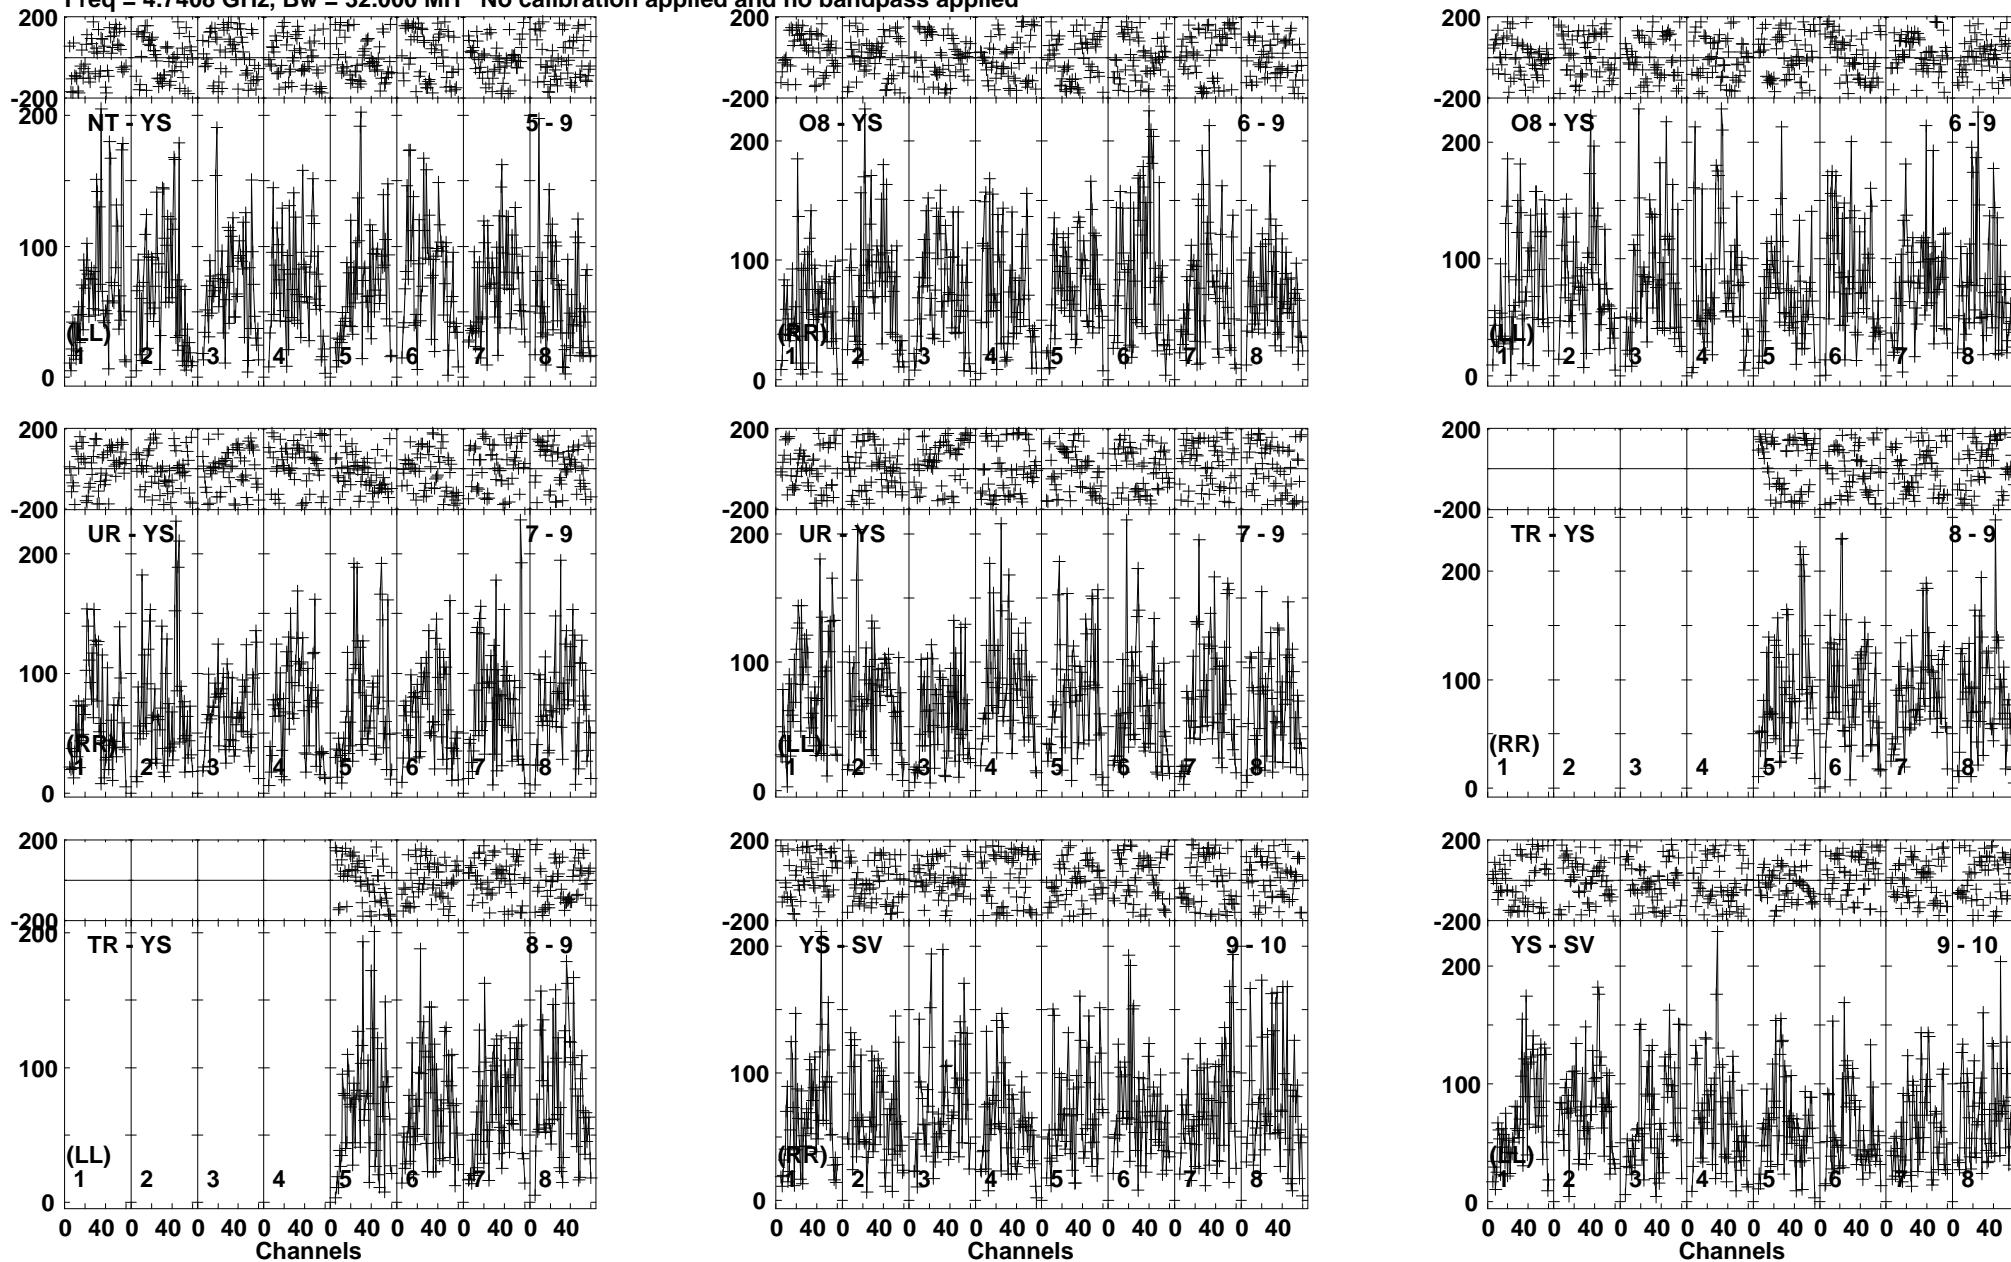 Freq = 4.7408 GHz, Bw = 32.000 MH No calibration applied and no bandpass applied
200 200 200
-200 -200 -200
200 NT - YS 5 - 9 O8 - YS 6 - 9 O8 - YS 6 - 9
200 200
100 100 100
(LL) (RR) (LL)
1 2 3 4 5 6 7 8 1 2 3 4 5 6 7 8 1 2 3 4 5 6 7 8
0 0 0
200 200 200
-200 -200 -200
UR - YS 7 - 9 UR - YS 7 - 9 TR - YS 8 - 9
200 200 200
100 100 100
(RR) (LL) (RR)
1 2 3 4 5 6 7 8 1 2 3 4 5 6 7 8 1 2 3 4 5 6 7 8
0 0 0
200 200 200
-200 -200 -200
200 TR - YS 8 - 9 YS - SV 9 - 10 YS - SV 9 - 10
200 200
100 100 100
(LL) (RR) (LL)
1 2 3 4 5 6 7 8 1 2 3 4 5 6 7 8 1 2 3 4 5 6 7 8
0 0 0
0 40 0 40 0 40 0 40 0 40 0 40 0 40 0 40 0 40 0 40 0 40 0 40 0 40 0 40 0 40 0 40 0 40 0 40 0 40 0 40 0 40 0 40 0 40 0 40
Channels Channels Channels